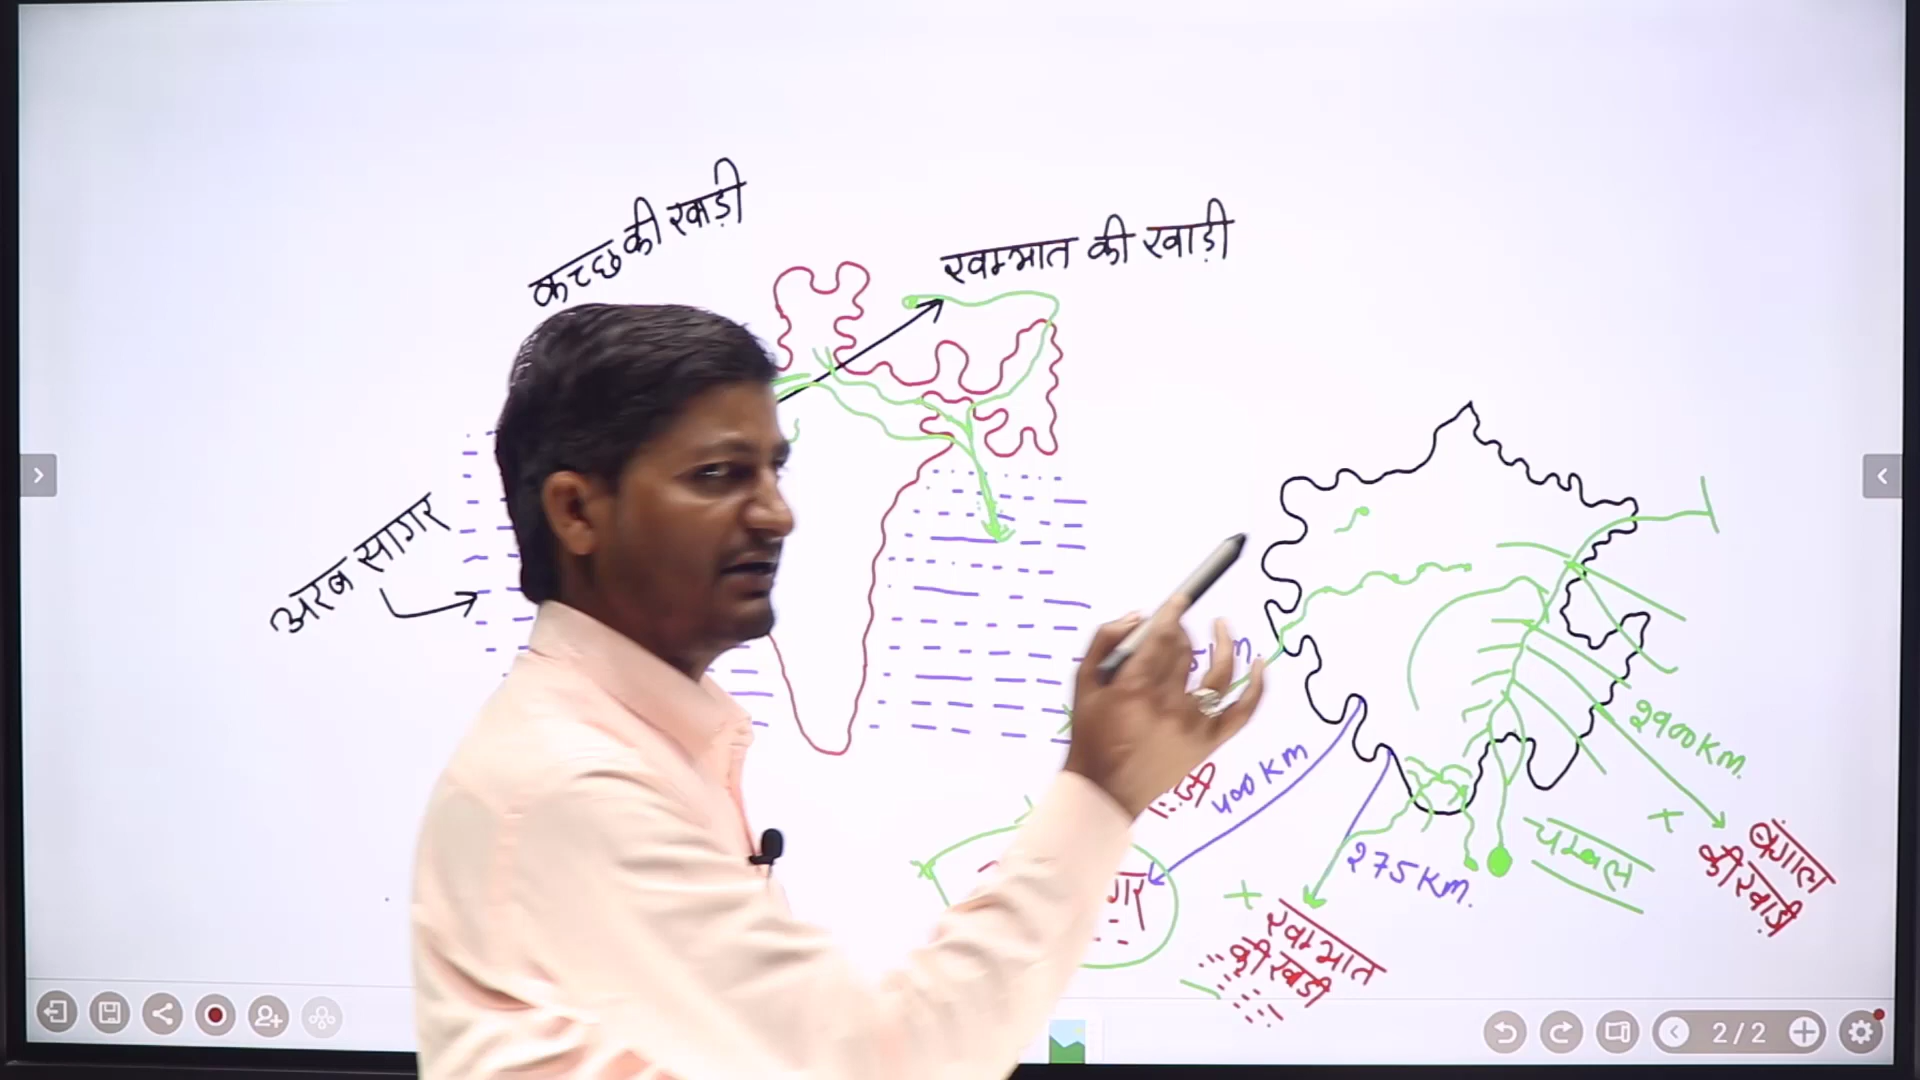 कच्छ की खाड़ी
खम्भात की खाड़ी
अरब सागर
400 KM
275 KM.
2900 KM.
चम्बल
बंगाल
की खाड़ी
खम्भात
की खाड़ी
2/2